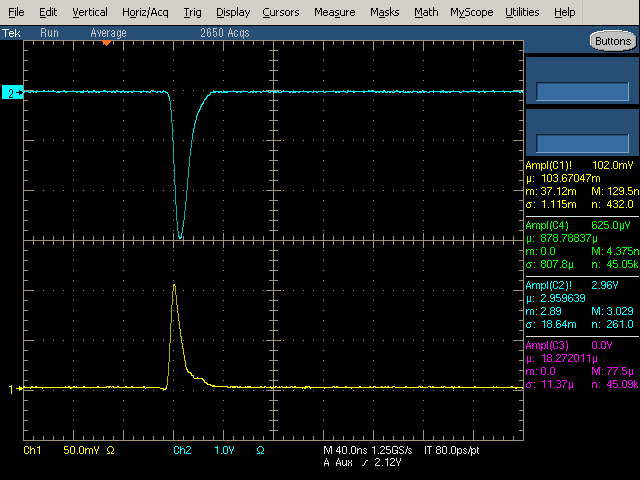 File Edit Vertical Horiz/Acq Trig Display Cursors Measure Masks Math MyScope Utilities Help
Tek Run Average 2650 Acqs Buttons
2
Ampl(C1)! 102.0mV
µ: 103.67047m
m: 37.12m M: 129.5m
σ: 1.115m n: 432.0
Ampl(C4) 625.0µV
µ: 878.78837µ
m: 0.0 M: 4.375m
σ: 807.8µ n: 45.05k
Ampl(C2)! 2.96V
µ: 2.959639
m: 2.89 M: 3.029
σ: 18.64m n: 261.0
Ampl(C3) 0.0V
µ: 18.272011µ
m: 0.0 M: 77.5µ
σ: 11.37µ n: 45.09k
1
Ch1 50.0mV Ω Ch2 1.0V Ω M 40.0ns 1.25GS/s IT 80.0ps/pt
A Aux 2.12V